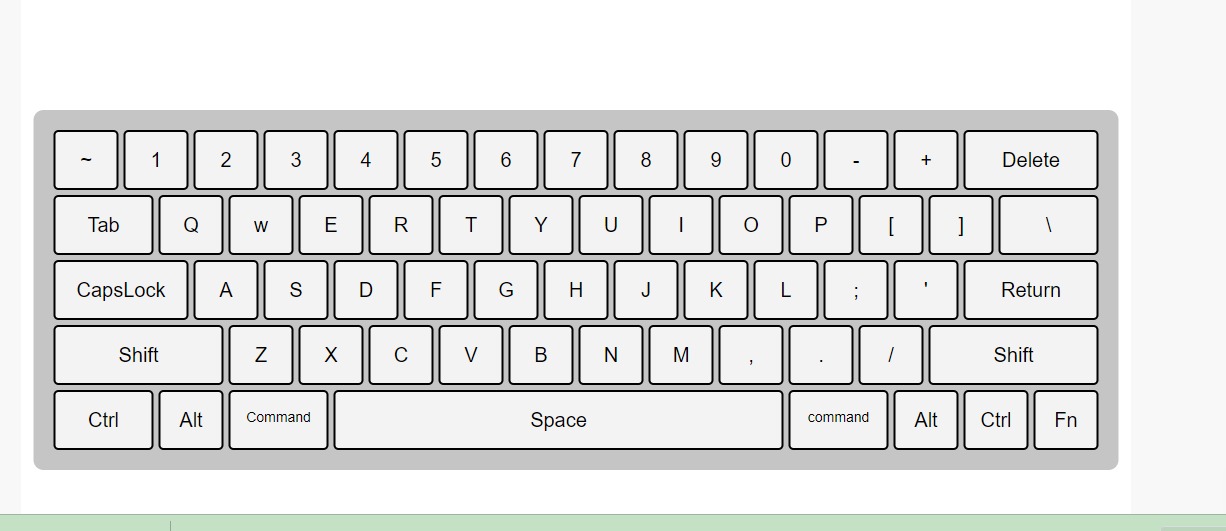 ~ 1 2 3 4 5 6 7 8 9 0 - + Delete
Tab Q w E R T Y U I O P [ ] \
CapsLock A S D F G H J K L ; ' Return
Shift Z X C V B N M , . / Shift
Ctrl Alt Command Space command Alt Ctrl Fn